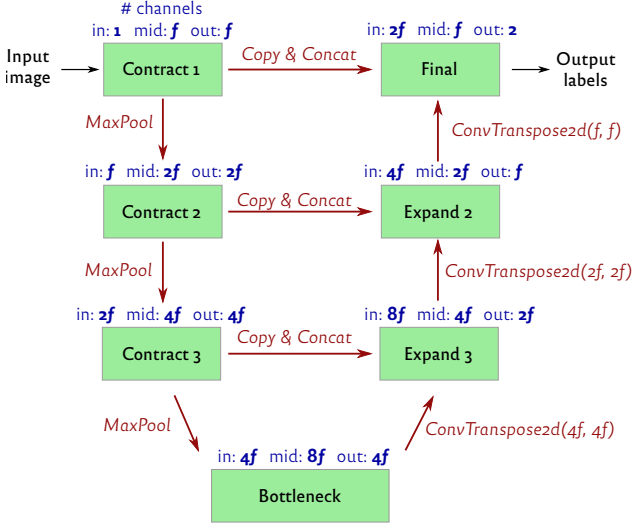 # channels
in: 1 mid: f out: f
in: 2f mid: f out: 2
Input
image
Contract 1
Copy & Concat
Final
Output
labels
MaxPool
ConvTranspose2d(f, f)
in: f mid: 2f out: 2f
in: 4f mid: 2f out: f
Contract 2
Copy & Concat
Expand 2
MaxPool
ConvTranspose2d(2f, 2f)
in: 2f mid: 4f out: 4f
in: 8f mid: 4f out: 2f
Contract 3
Copy & Concat
Expand 3
MaxPool
ConvTranspose2d(4f, 4f)
in: 4f mid: 8f out: 4f
Bottleneck